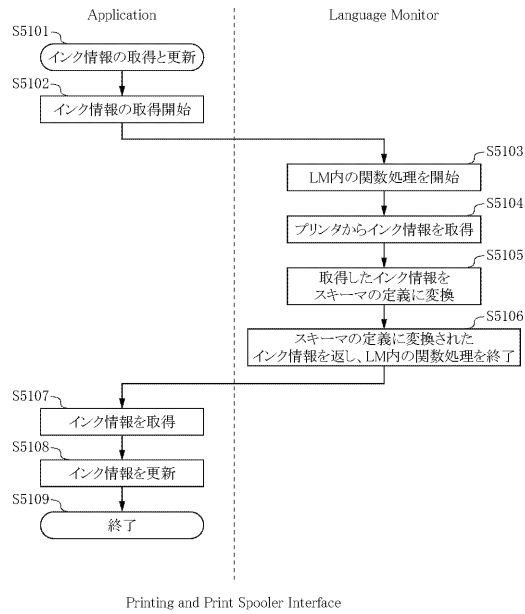 Application
Language Monitor
S5101
インク情報の取得と更新
S5102
インク情報の取得開始
S5103
LM内の関数処理を開始
S5104
プリンタからインク情報を取得
S5105
取得したインク情報を
スキーマの定義に変換
S5106
スキーマの定義に変換された
インク情報を返し、LM内の関数処理を終了
S5107
インク情報を取得
S5108
インク情報を更新
S5109
終了
Printing and Print Spooler Interface